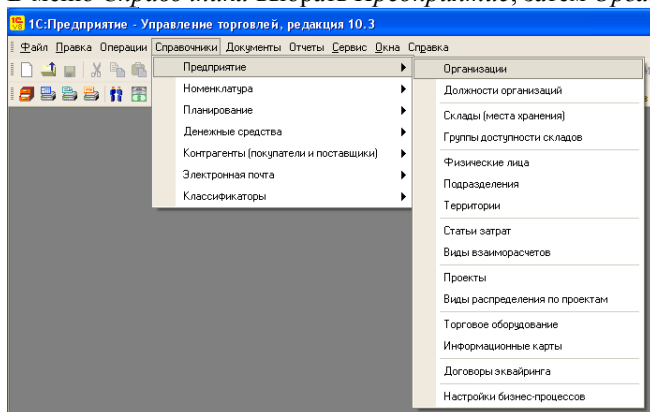 1С:Предприятие - Управление торговлей, редакция 10.3
Файл Правка Операции Справочники Документы Отчеты Сервис Окна Справка
Предприятие
Номенклатура
Планирование
Денежные средства
Контрагенты (покупатели и поставщики)
Электронная почта
Классификаторы
Организации
Должности организаций
Склады (места хранения)
Группы доступности складов
Физические лица
Подразделения
Территории
Статьи затрат
Виды взаиморасчетов
Проекты
Виды распределения по проектам
Торговое оборудование
Информационные карты
Договоры эквайринга
Настройки бизнес-процессов